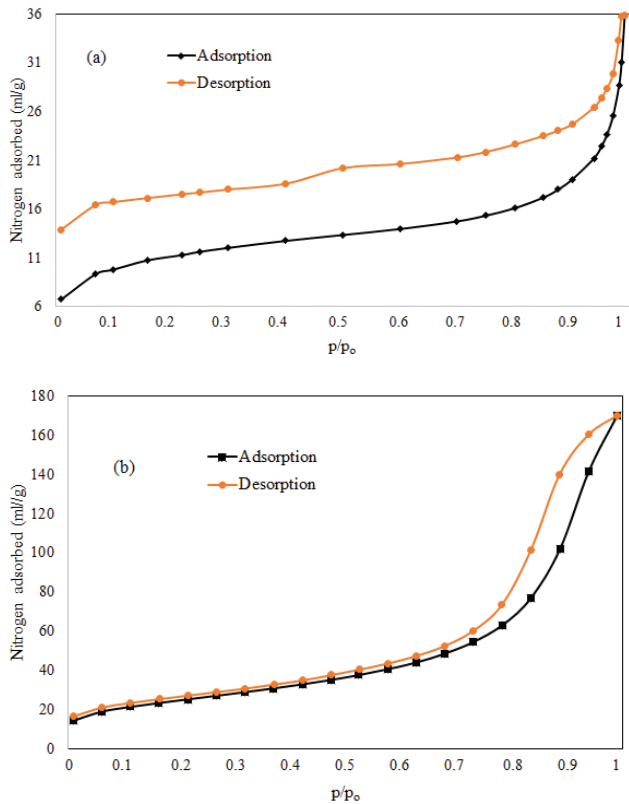 36
31
26
21
16
11
6
Nitrogen adsorbed (ml/g)
(a)
Adsorption
Desorption
0 0.1 0.2 0.3 0.4 0.5 0.6 0.7 0.8 0.9 1
p/pₒ
180
160
140
120
100
80
60
40
20
0
Nitrogen adsorbed (ml//g)
(b)
Adsorption
Desorption
0 0.1 0.2 0.3 0.4 0.5 0.6 0.7 0.8 0.9 1
p/pₒ